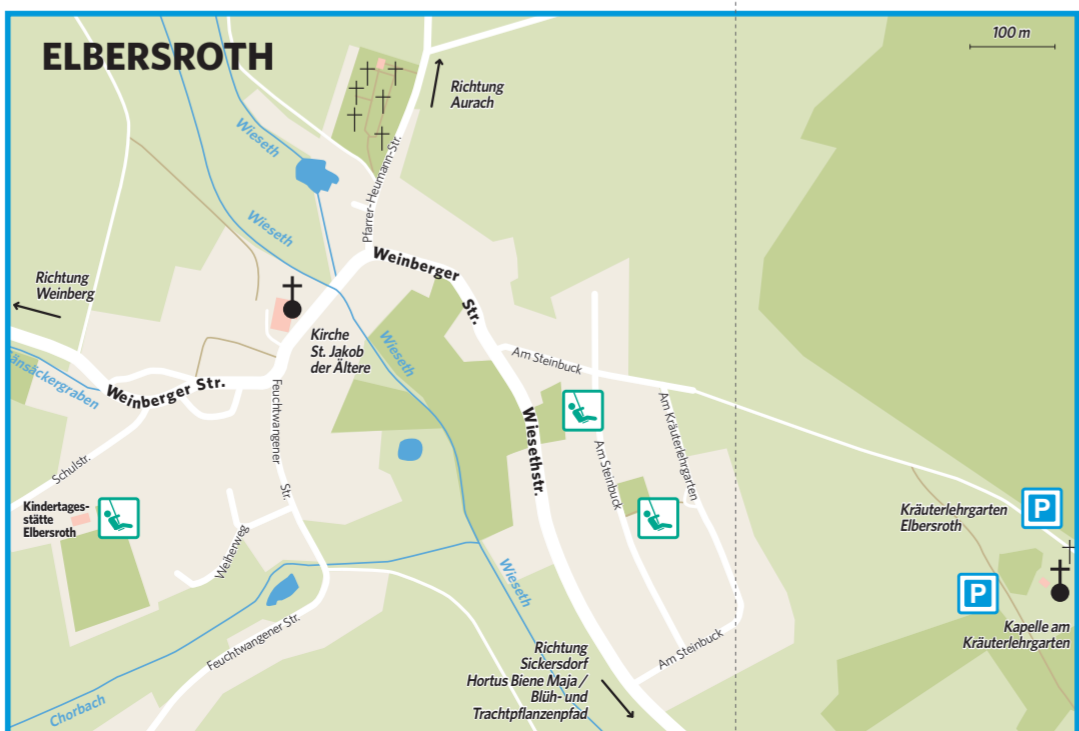 ELBERSROTH
100 m
Richtung
Aurach
Wieseth
Pfarrer-Heumann-Str.
Wieseth
Weinberger
Str.
Richtung
Weinberg
Kirche
St. Jakob
der Ältere
Wieseth
Am Steinbuck
Gänsäckergraben
Weinberger Str.
Feuchtwangener
Str.
Wiesethstr.
Am Kräuterlehrgarten
Am Steinbuck
Schulstr.
Kindertages-
stätte
Elbersroth
Kräuterlehrgarten
Elbersroth
P
Weiherweg
Wieseth
P
Kapelle am
Kräuterlehrgarten
Feuchtwangener Str.
Am Steinbuck
Richtung
Sickersdorf
Hortus Biene Maja /
Blüh- und
Trachtpflanzenpfad
Chorbach